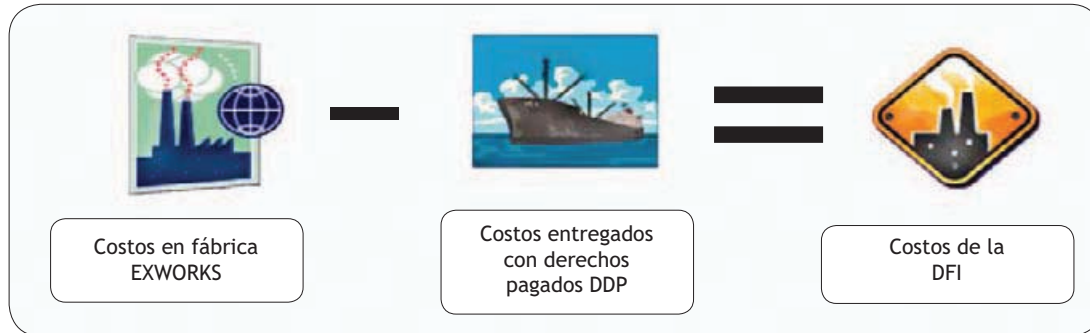 Costos en fábrica
EXWORKS
Costos entregados
con derechos
pagados DDP
Costos de la
DFI